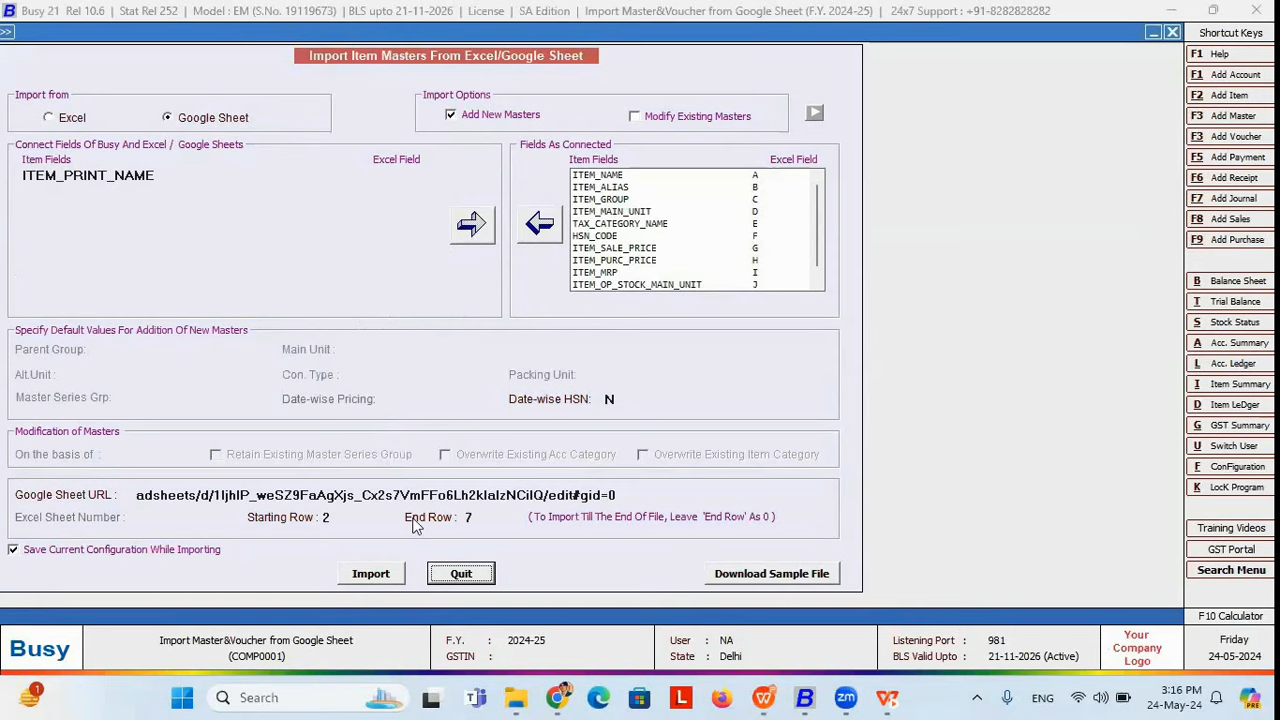 Busy 21 Rel 10.6 | Stat Rel 252 | Model : EM (S.No. 19119673) | BLS upto 21-11-2026 | License | SA Edition | Import Master&Voucher from Google Sheet (F.Y. 2024-25) | 24x7 Support : +91-8282828282
>>
Import Item Masters From Excel/Google Sheet
Import from
Excel
Google Sheet
Import Options
Add New Masters
Modify Existing Masters
Connect Fields Of Busy And Excel / Google Sheets
Item Fields Excel Field
ITEM_PRINT_NAME
Fields As Connected
Item Fields Excel Field
ITEM_NAME A
ITEM_ALIAS B
ITEM_GROUP C
ITEM_MAIN_UNIT D
TAX_CATEGORY_NAME E
HSN_CODE F
ITEM_SALE_PRICE G
ITEM_PURC_PRICE H
ITEM_MRP I
ITEM_OP_STOCK_MAIN_UNIT J
Specify Default Values For Addition Of New Masters
Parent Group: Main Unit :
Alt.Unit : Con. Type : Packing Unit:
Master Series Grp: Date-wise Pricing: Date-wise HSN: N
Modification of Masters
On the basis of : Retain Existing Master Series Group Overwrite Existing Acc Category Overwrite Existing Item Category
Google Sheet URL :
Excel Sheet Number : Starting Row : 2 End Row : 7 ( To Import Till The End Of File, Leave 'End Row' As 0 )
Save Current Configuration While Importing
Import Quit Download Sample File
Shortcut Keys
F1 Help
F1 Add Account
F2 Add Item
F3 Add Master
F3 Add Voucher
F5 Add Payment
F6 Add Receipt
F7 Add Journal
F8 Add Sales
F9 Add Purchase
B Balance Sheet
T Trial Balance
S Stock Status
A Acc. Summary
L Acc. Ledger
I Item Summary
D Item LeDger
G GST Summary
U Switch User
F ConFiguration
K LocK Program
Training Videos
GST Portal
Search Menu
F10 Calculator
Busy
Import Master&Voucher from Google Sheet
(COMP0001)
F.Y. : 2024-25
GSTIN :
User : NA
State : Delhi
Listening Port : 981
BLS Valid Upto : 21-11-2026 (Active)
Your
Company
Logo
Friday
24-05-2024
1
Search
ENG
3:16 PM
24-May-24
PRE